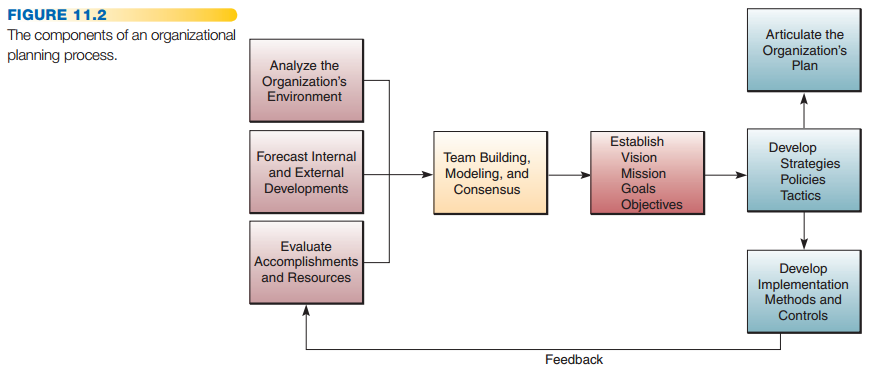 FIGURE 11.2
The components of an organizational
planning process.
Analyze the
Organization's
Environment
Forecast Internal
and External
Developments
Evaluate
Accomplishments
and Resources
Team Building,
Modeling, and
Consensus
Establish
Vision
Mission
Goals
Objectives
Articulate the
Organization's
Plan
Develop
Strategies
Policies
Tactics
Develop
Implementation
Methods and
Controls
Feedback